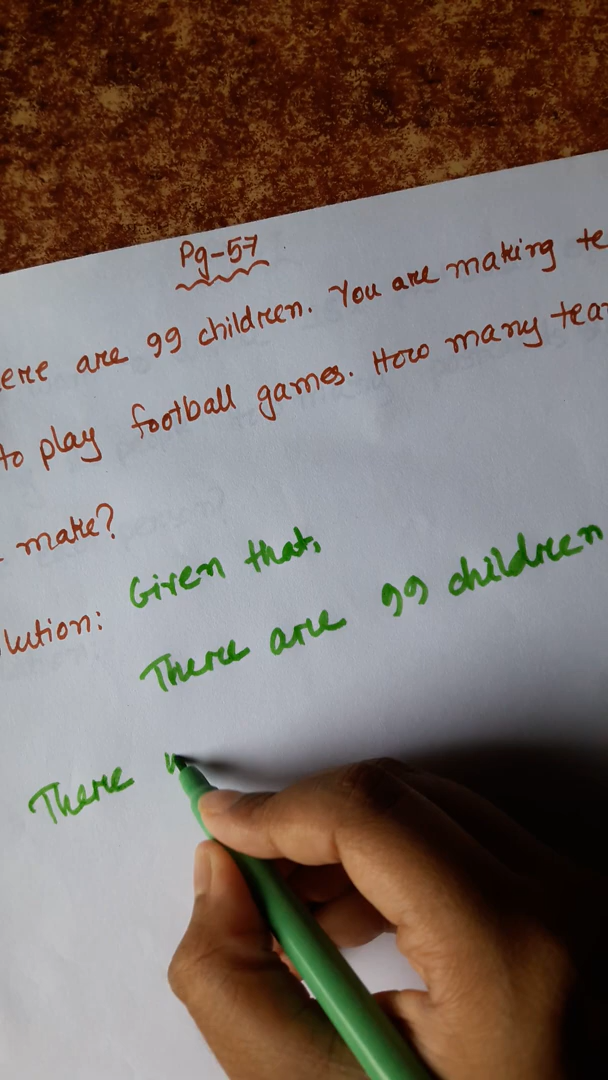 Pg-57
ere are 99 children. You are making te
to play football games. How many tea
make?
lution: Given that,
There are 99 children
There